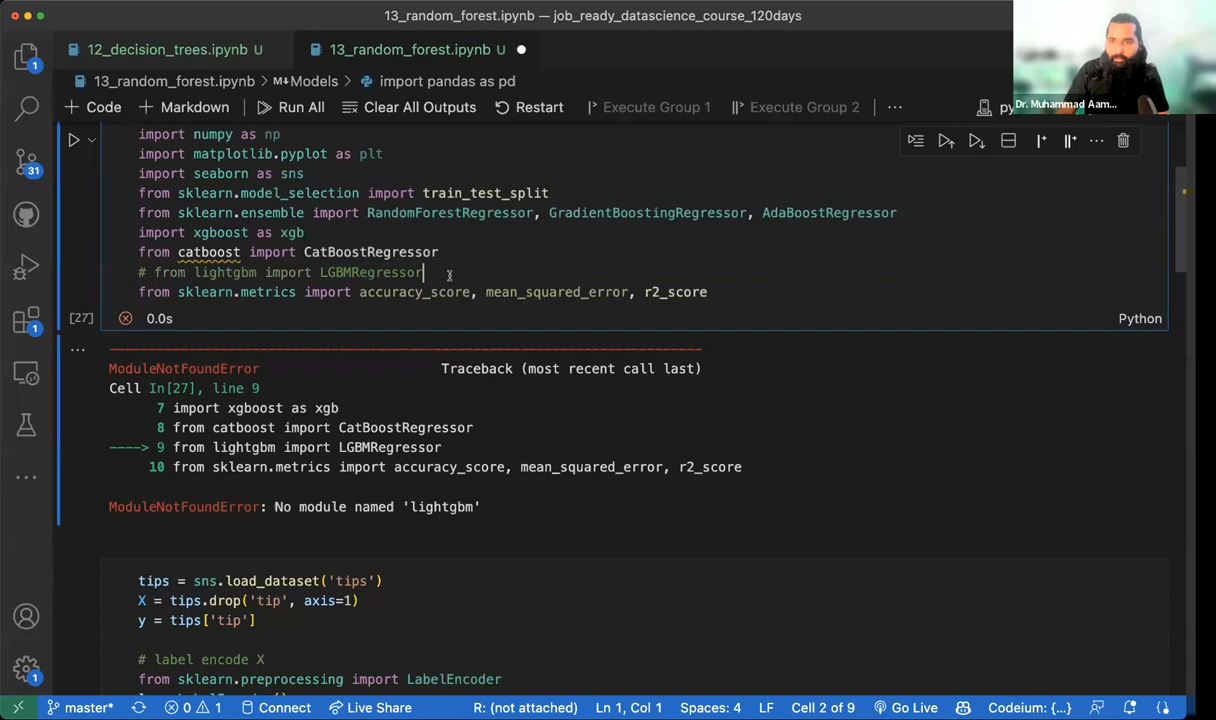 13_random_forest.ipynb — job_ready_datascience_course_120days
12_decision_trees.ipynb U
13_random_forest.ipynb U
13_random_forest.ipynb > M↓Models > import pandas as pd
Code
Markdown
Run All
Clear All Outputs
Restart
Execute Group 1
Execute Group 2
...
Dr. Muhammad Aam...
import numpy as np
import matplotlib.pyplot as plt
import seaborn as sns
from sklearn.model_selection import train_test_split
from sklearn.ensemble import RandomForestRegressor, GradientBoostingRegressor, AdaBoostRegressor
import xgboost as xgb
from catboost import CatBoostRegressor
# from lightgbm import LGBMRegressor
from sklearn.metrics import accuracy_score, mean_squared_error, r2_score
[27] 0.0s Python
...
ModuleNotFoundError Traceback (most recent call last)
Cell In[27], line 9
7 import xgboost as xgb
8 from catboost import CatBoostRegressor
----> 9 from lightgbm import LGBMRegressor
10 from sklearn.metrics import accuracy_score, mean_squared_error, r2_score
ModuleNotFoundError: No module named 'lightgbm'
tips = sns.load_dataset('tips')
X = tips.drop('tip', axis=1)
y = tips['tip']
# label encode X
from sklearn.preprocessing import LabelEncoder
1
31
1
1
master* 0 1 Connect Live Share R: (not attached) Ln 1, Col 1 Spaces: 4 LF Cell 2 of 9 Go Live Codeium: {...}